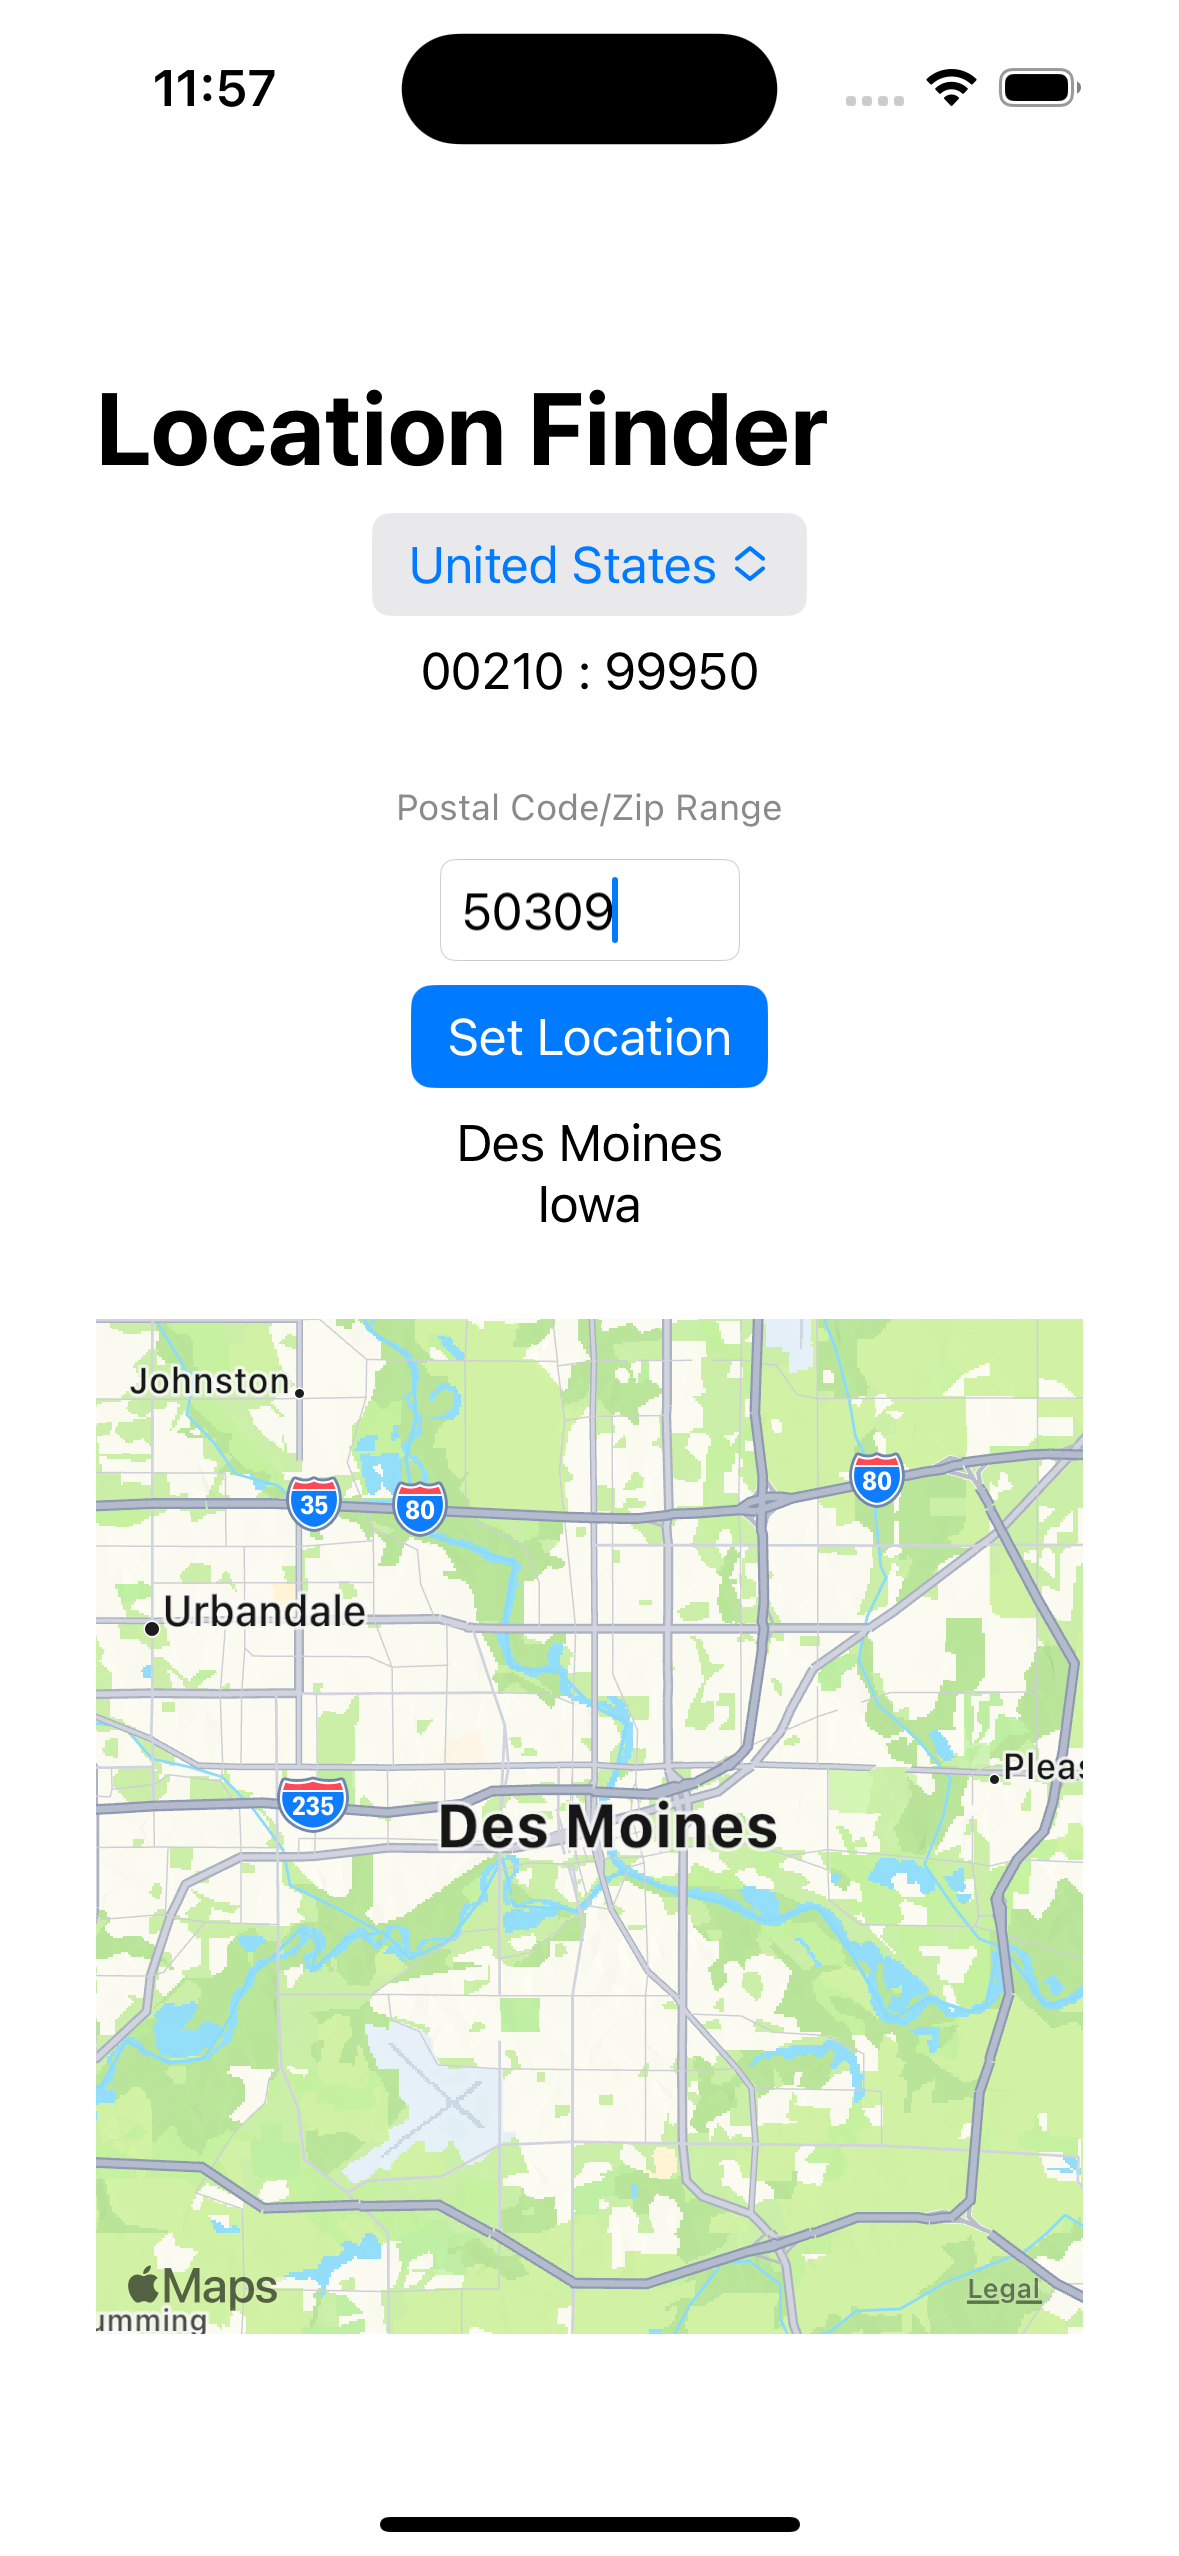 11:57
Location Finder
United States
00210 : 99950
Postal Code/Zip Range
50309
Set Location
Des Moines
Iowa
Johnston
35
80
80
Urbandale
Pleas
235
Des Moines
Maps
Legal
umming